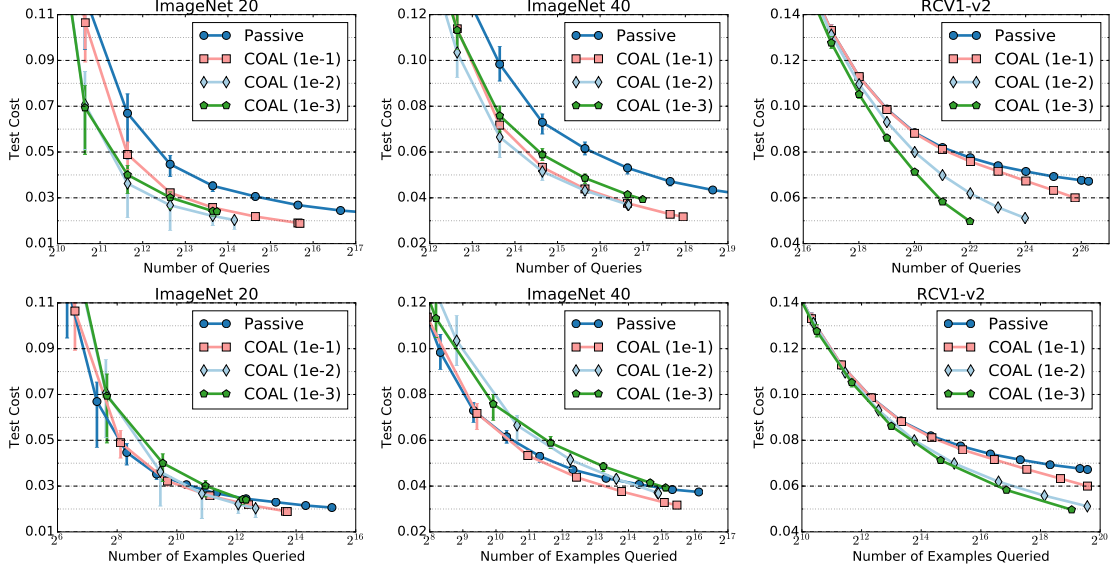 ImageNet 20
0.11
0.09
0.07
0.05
0.03
0.01
Test Cost
Passive
COAL (1e-1)
COAL (1e-2)
COAL (1e-3)
2^10 2^11 2^12 2^13 2^14 2^15 2^16 2^17
Number of Queries
ImageNet 40
0.12
0.10
0.08
0.06
0.04
0.02
Test Cost
Passive
COAL (1e-1)
COAL (1e-2)
COAL (1e-3)
2^12 2^13 2^14 2^15 2^16 2^17 2^18 2^19
Number of Queries
RCV1-v2
0.14
0.12
0.10
0.08
0.06
0.04
Test Cost
Passive
COAL (1e-1)
COAL (1e-2)
COAL (1e-3)
2^16 2^18 2^20 2^22 2^24 2^26
Number of Queries
ImageNet 20
0.11
0.09
0.07
0.05
0.03
0.01
Test Cost
Passive
COAL (1e-1)
COAL (1e-2)
COAL (1e-3)
2^6 2^8 2^10 2^12 2^14 2^16
Number of Examples Queried
ImageNet 40
0.12
0.10
0.08
0.06
0.04
0.02
Test Cost
Passive
COAL (1e-1)
COAL (1e-2)
COAL (1e-3)
2^8 2^9 2^10 2^11 2^12 2^13 2^14 2^15 2^16 2^17
Number of Examples Queried
RCV1-v2
0.14
0.12
0.10
0.08
0.06
0.04
Test Cost
Passive
COAL (1e-1)
COAL (1e-2)
COAL (1e-3)
2^10 2^12 2^14 2^16 2^18 2^20
Number of Examples Queried